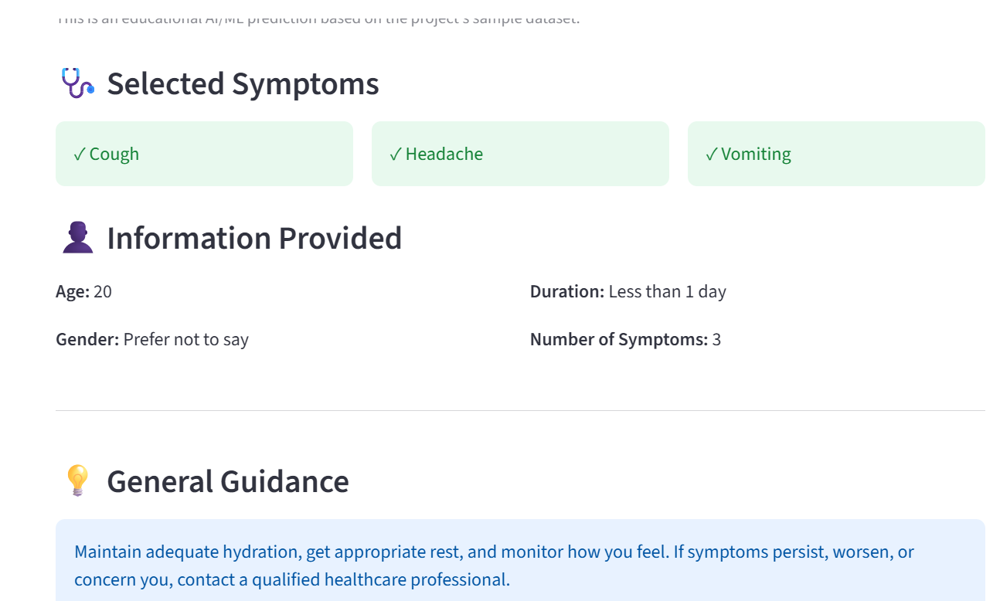 This is an educational AI/ML prediction based on the project's sample dataset.
Selected Symptoms
✓ Cough
✓ Headache
✓ Vomiting
Information Provided
Age: 20
Duration: Less than 1 day
Gender: Prefer not to say
Number of Symptoms: 3
General Guidance
Maintain adequate hydration, get appropriate rest, and monitor how you feel. If symptoms persist, worsen, or
concern you, contact a qualified healthcare professional.